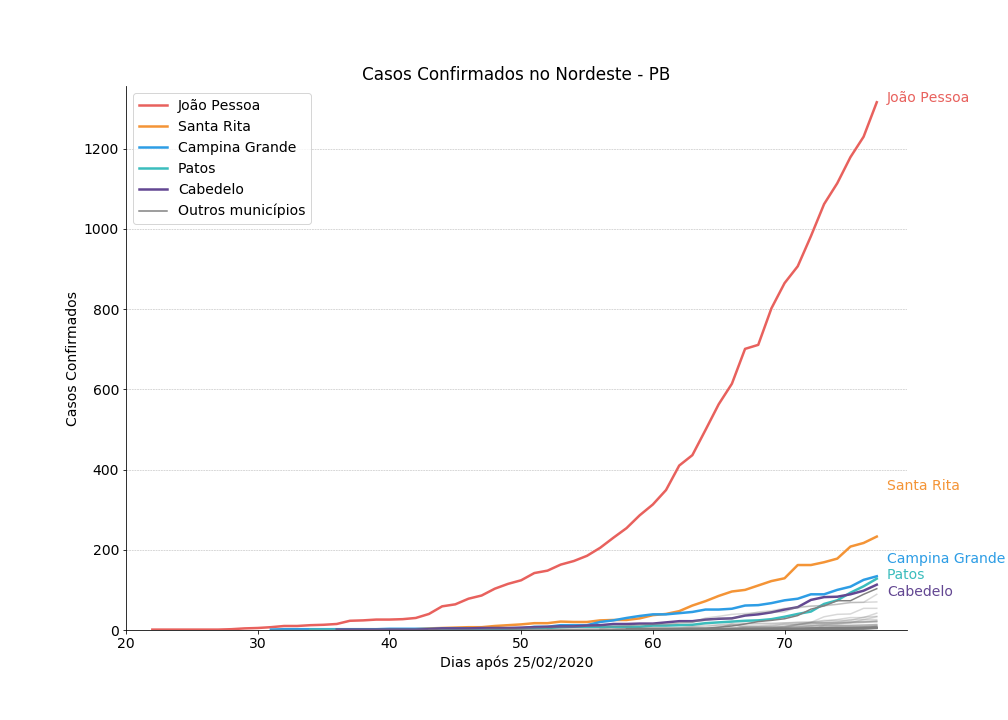 Casos Confirmados no Nordeste - PB
João Pessoa
Santa Rita
Campina Grande
Patos
Cabedelo
Outros municípios
Casos Confirmados
1200
1000
800
600
400
200
0
20
30
40
50
60
70
Dias após 25/02/2020
João Pessoa
Santa Rita
Campina Grande
Patos
Cabedelo